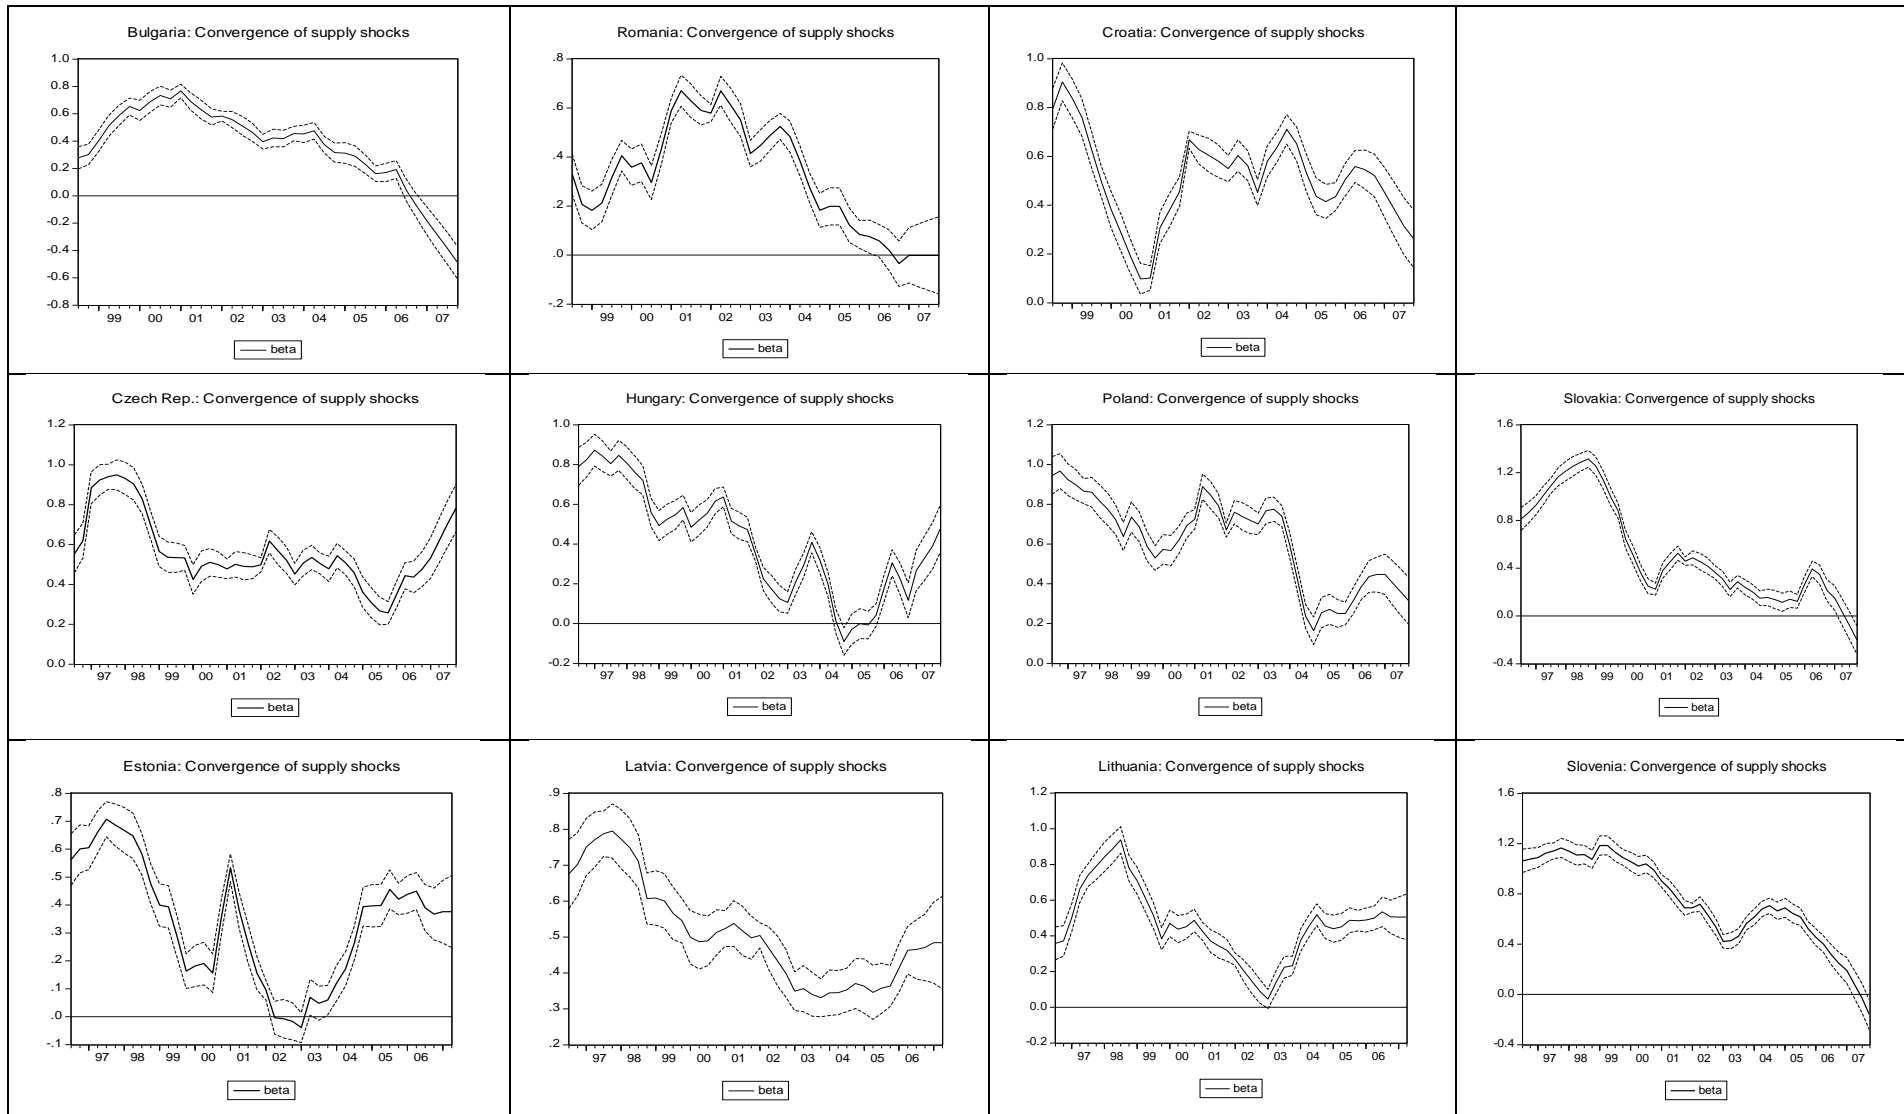 Bulgaria: Convergence of supply shocks
1.0
0.8
0.6
0.4
0.2
0.0
-0.2
-0.4
-0.6
-0.8
99 00 01 02 03 04 05 06 07
beta
Romania: Convergence of supply shocks
.8
.6
.4
.2
.0
-.2
99 00 01 02 03 04 05 06 07
beta
Croatia: Convergence of supply shocks
1.0
0.8
0.6
0.4
0.2
0.0
99 00 01 02 03 04 05 06 07
beta
Czech Rep.: Convergence of supply shocks
1.2
1.0
0.8
0.6
0.4
0.2
0.0
97 98 99 00 01 02 03 04 05 06 07
beta
Hungary: Convergence of supply shocks
1.0
0.8
0.6
0.4
0.2
0.0
-0.2
97 98 99 00 01 02 03 04 05 06 07
beta
Poland: Convergence of supply shocks
1.2
1.0
0.8
0.6
0.4
0.2
0.0
97 98 99 00 01 02 03 04 05 06 07
beta
Slovakia: Convergence of supply shocks
1.6
1.2
0.8
0.4
0.0
-0.4
97 98 99 00 01 02 03 04 05 06 07
beta
Estonia: Convergence of supply shocks
.8
.7
.6
.5
.4
.3
.2
.1
.0
-.1
97 98 99 00 01 02 03 04 05 06
beta
Latvia: Convergence of supply shocks
.9
.8
.7
.6
.5
.4
.3
.2
97 98 99 00 01 02 03 04 05 06
beta
Lithuania: Convergence of supply shocks
1.2
1.0
0.8
0.6
0.4
0.2
0.0
-0.2
97 98 99 00 01 02 03 04 05 06
beta
Slovenia: Convergence of supply shocks
1.6
1.2
0.8
0.4
0.0
-0.4
97 98 99 00 01 02 03 04 05 06 07
beta